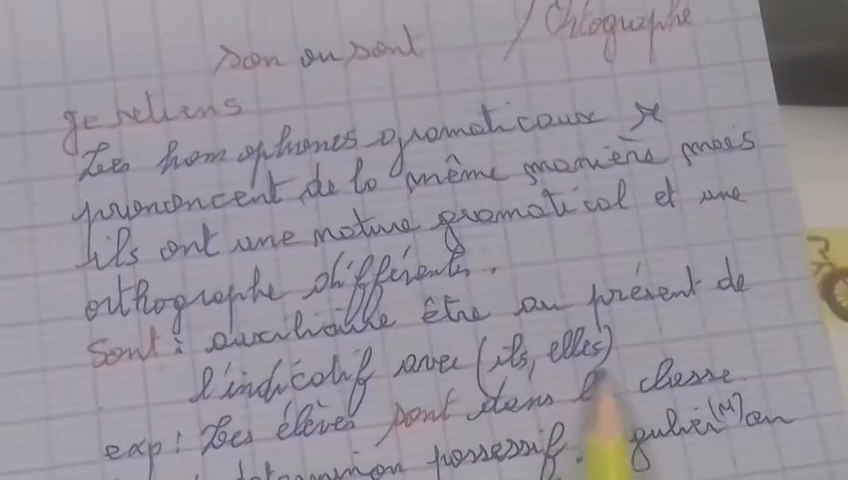 son ou sont / Orthographe
je retiens
Les homophones gramaticaux se
prononcent de la même manière mais
ils ont une nature gramatical et une
orthographe différente.
Sont : auxiliaire être au présent de
l'indicatif avec (ils, elles)
exp : Les élèves sont dans classe
possessif.